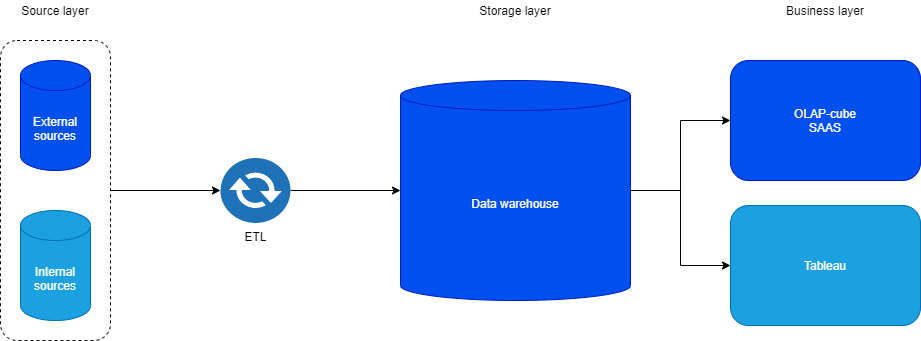 Source layer
Storage layer
Business layer
External
sources
OLAP-cube
SAAS
Data warehouse
ETL
Internal
sources
Tableau